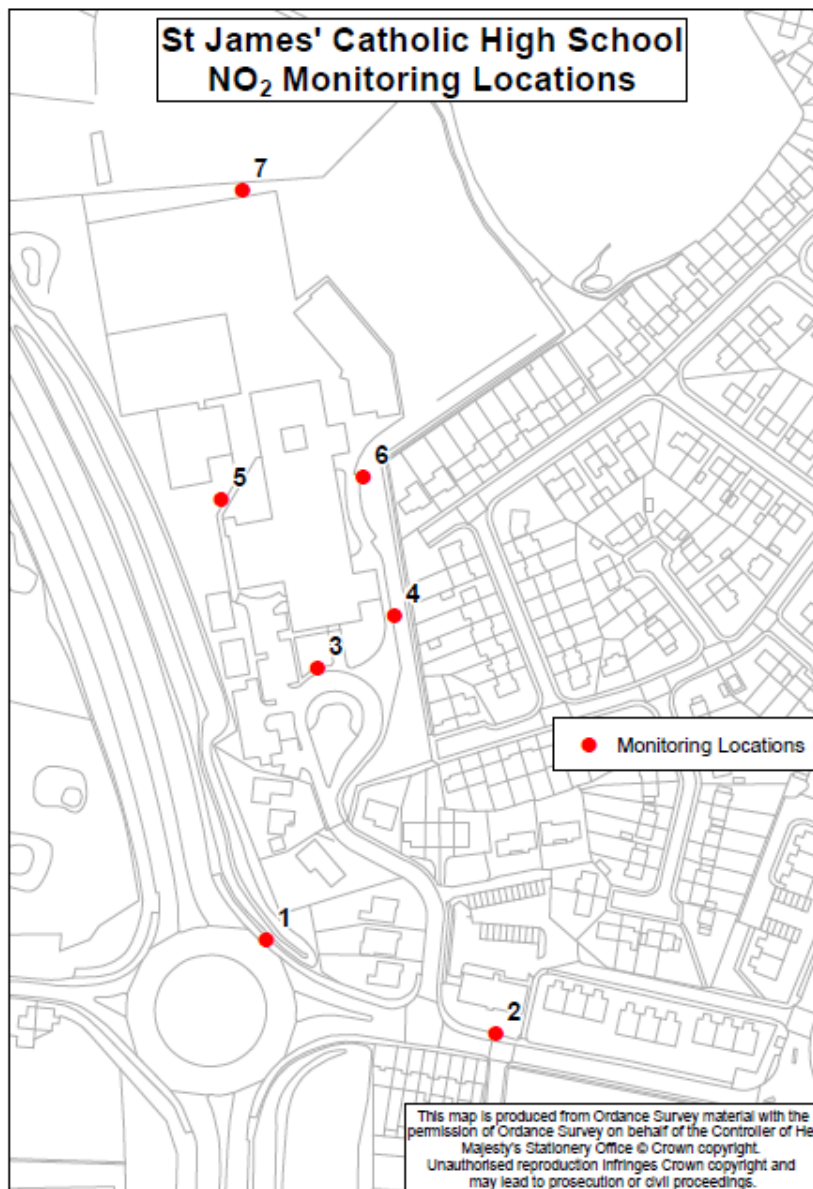 St James' Catholic High School
NO₂ Monitoring Locations
7
6
5
4
3
Monitoring Locations
1
2
This map is produced from Ordance Survey material with the
permission of Ordance Survey on behalf of the Controller of He
Majesty's Stationery Office © Crown copyright.
Unauthorised reproduction infringes Crown copyright and
may lead to prosecution or civil proceedings.